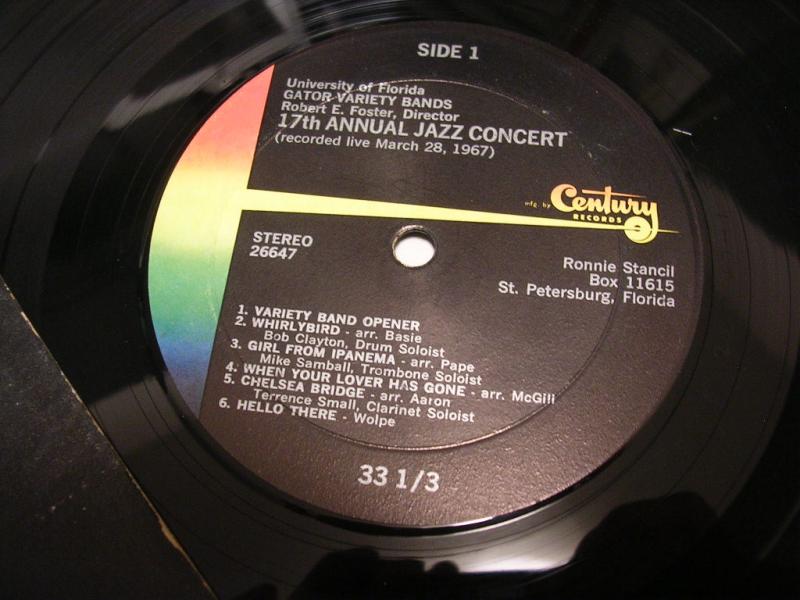 SIDE 1
University of Florida
GATOR VARIETY BANDS
Robert E. Foster, Director
17th ANNUAL JAZZ CONCERT
(recorded live March 28, 1967)
mfg. by Century
RECORDS
STEREO
26647
Ronnie Stancil
Box 11615
St. Petersburg, Florida
1. VARIETY BAND OPENER
2. WHIRLYBIRD - arr. Basie
Bob Clayton, Drum Soloist
3. GIRL FROM IPANEMA - arr. Pape
Mike Samball, Trombone Soloist
4. WHEN YOUR LOVER HAS GONE - arr. McGill
5. CHELSEA BRIDGE - arr. Aaron
Terrence Small, Clarinet Soloist
6. HELLO THERE - Wolpe
33 1/3